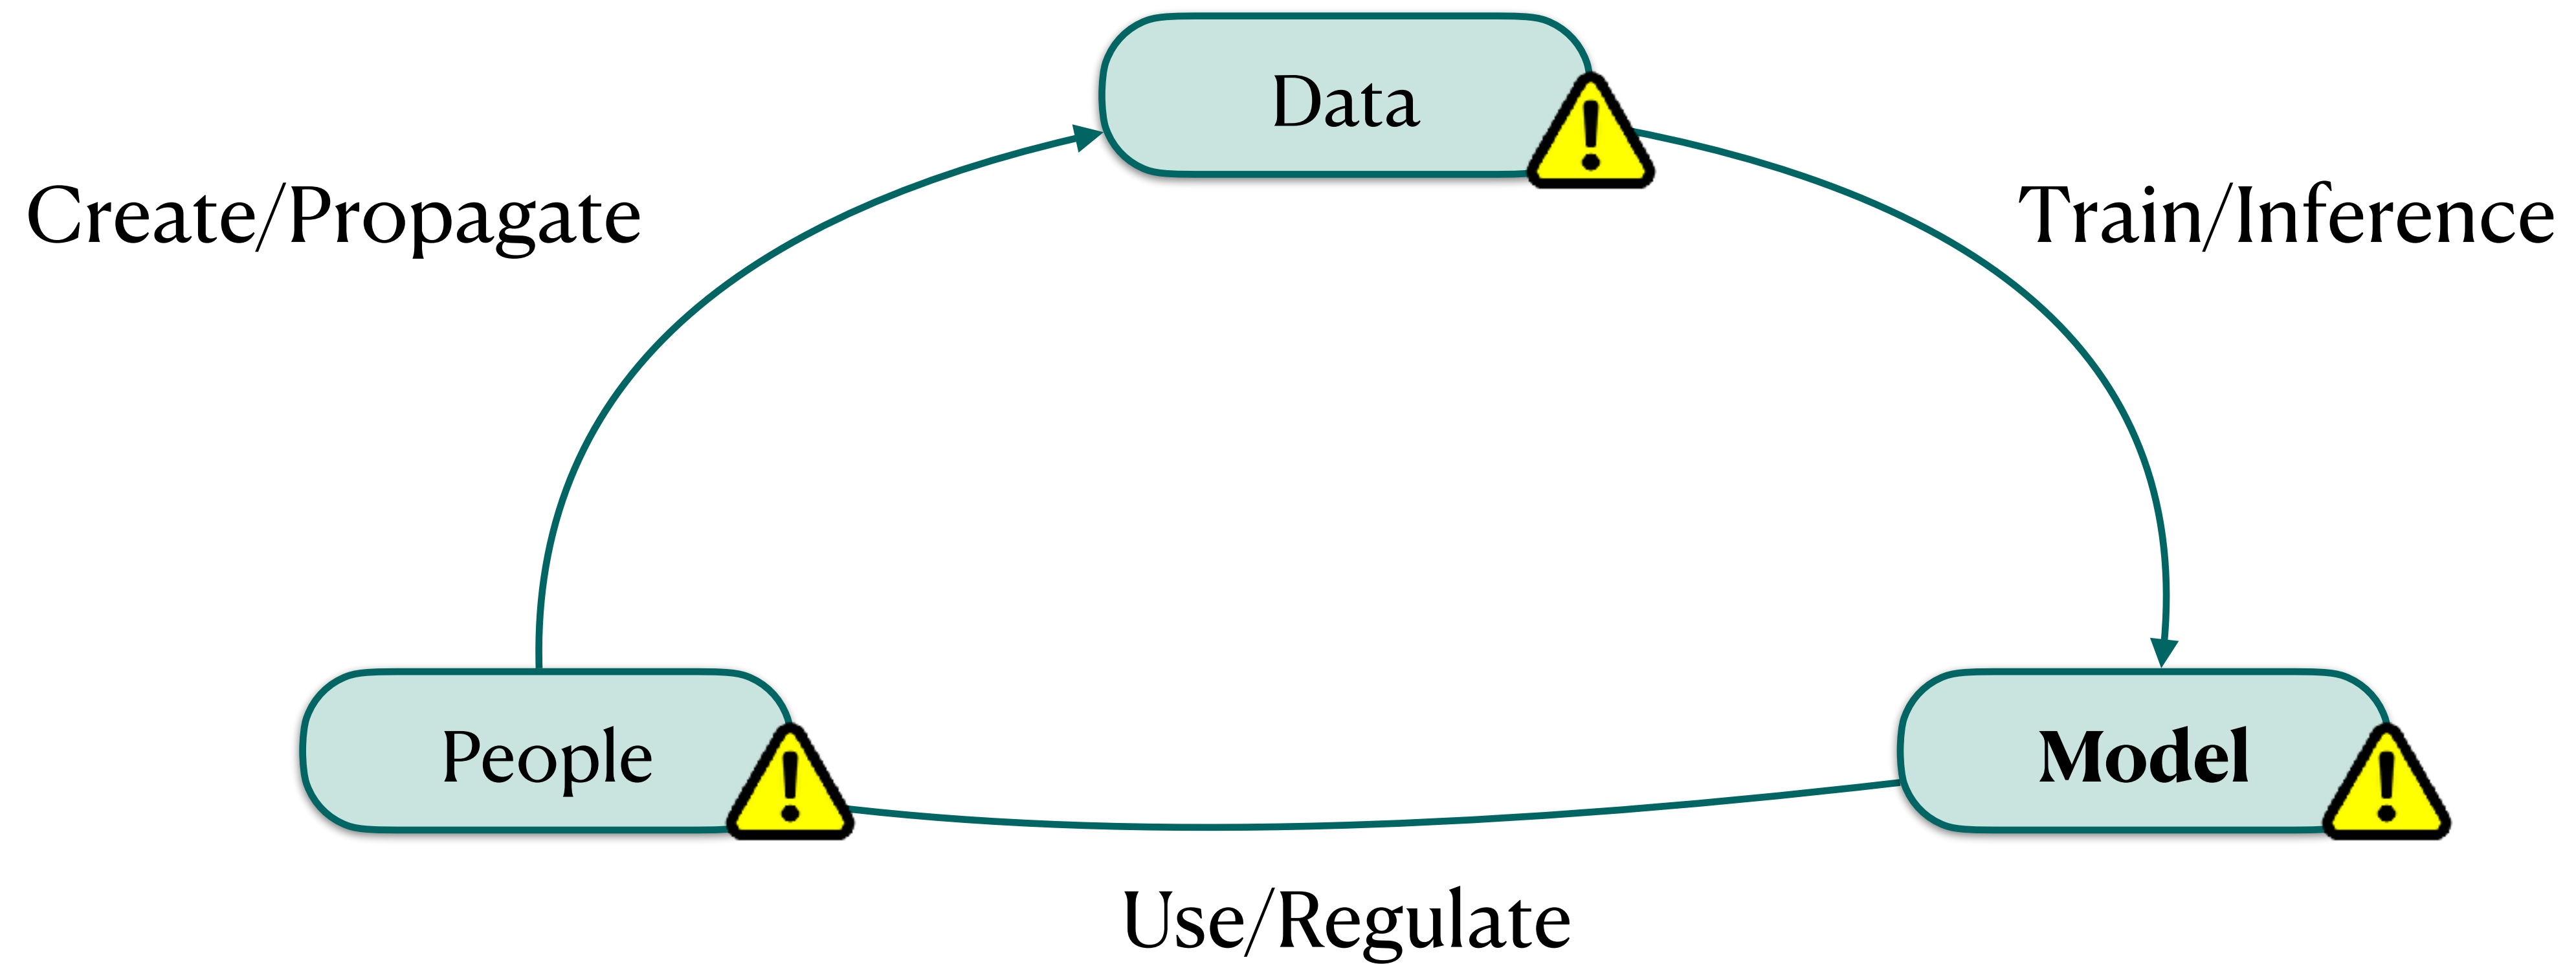 Data
Create/Propagate
Train/Inference
People
Model
Use/Regulate